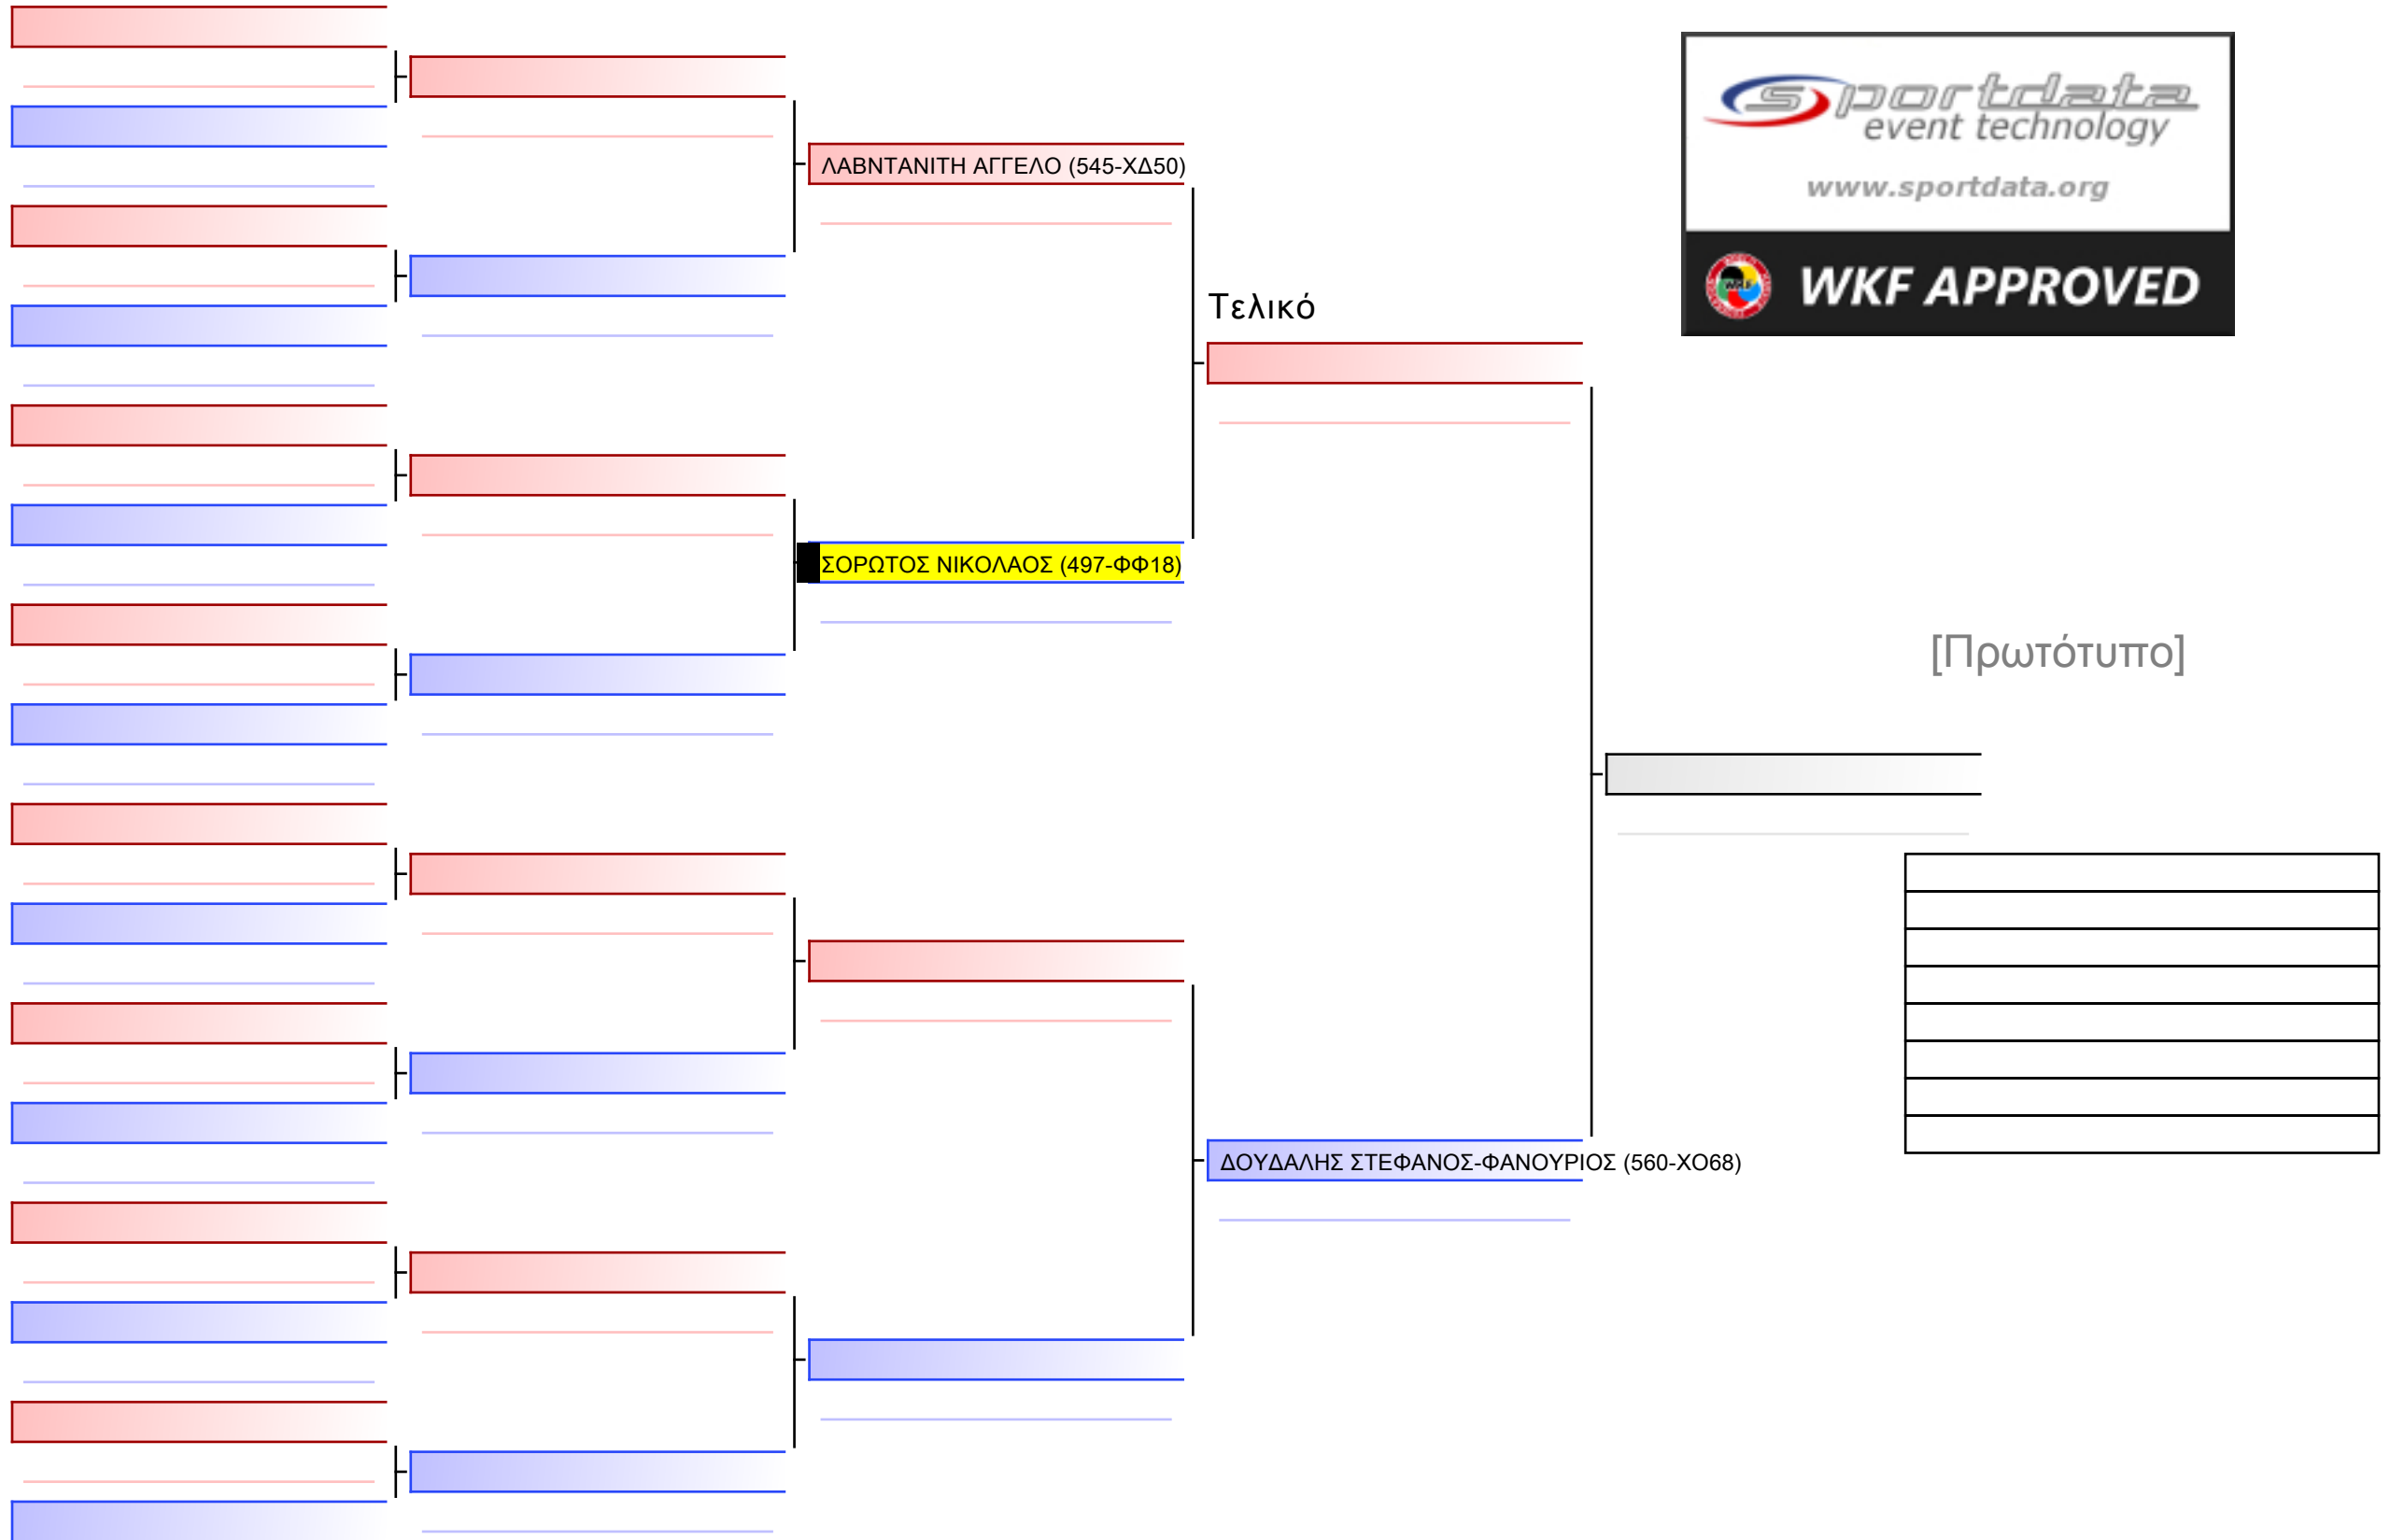 sportdata
event technology
www.sportdata.org
WKF APPROVED
ΛΑΒΝΤΑΝΙΤΗ ΑΓΓΕΛΟ (545-ΧΔ50)
Τελικό
ΣΟΡΩΤΟΣ ΝΙΚΟΛΑΟΣ (497-ΦΦ18)
[Πρωτότυπο]
ΔΟΥΔΑΛΗΣ ΣΤΕΦΑΝΟΣ-ΦΑΝΟΥΡΙΟΣ (560-ΧΟ68)